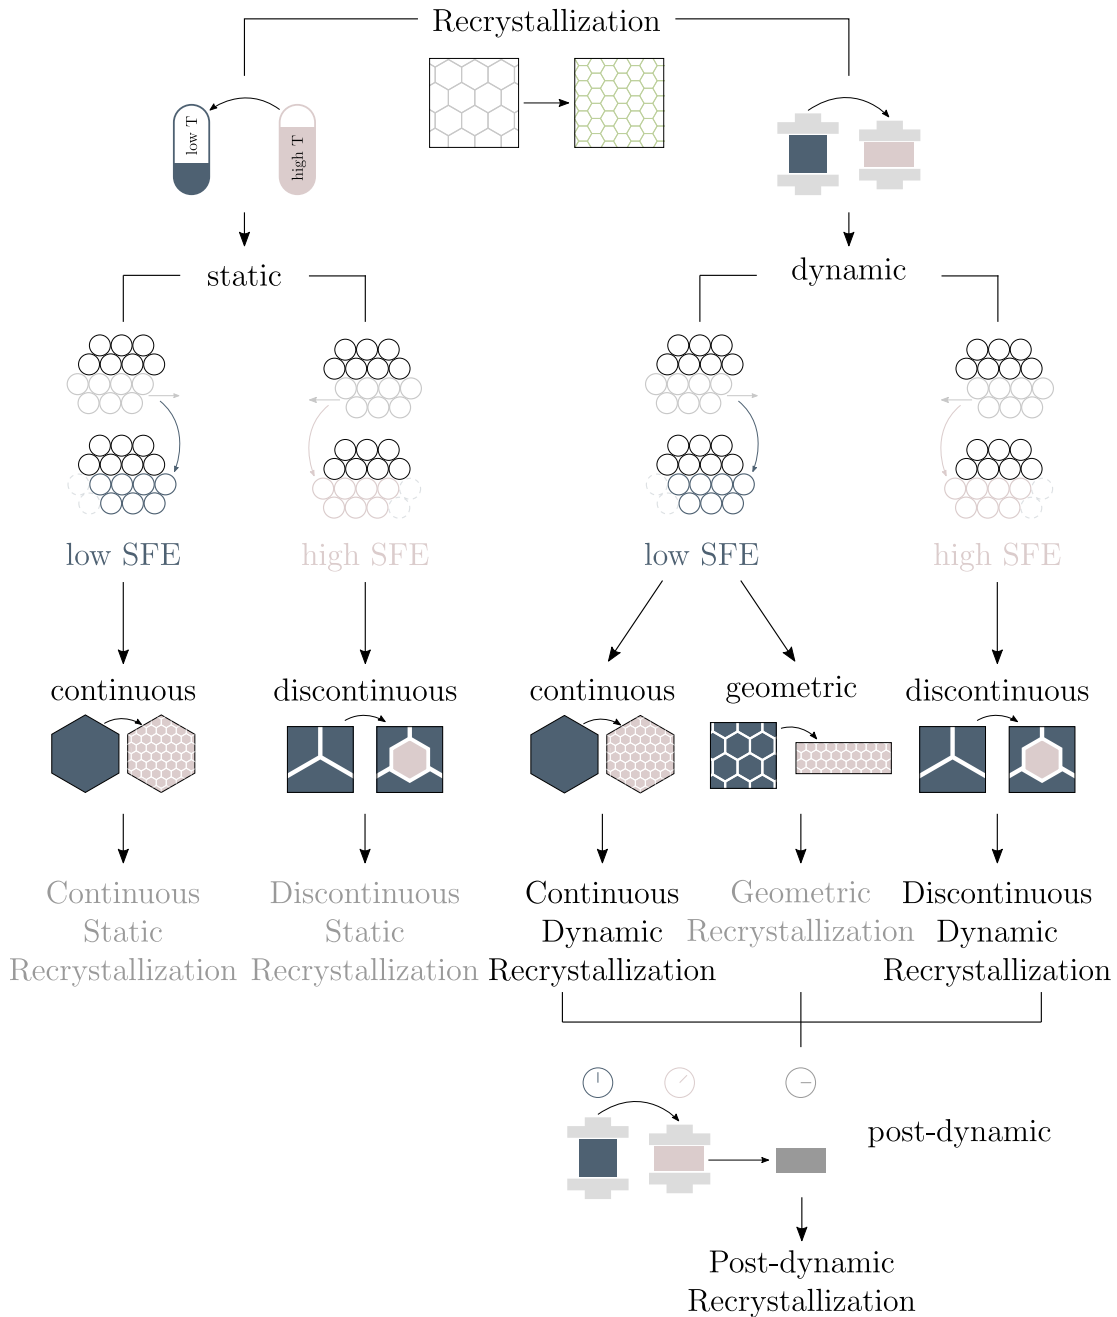 Recrystallization
low T
high T
static
dynamic
low SFE
high SFE
low SFE
high SFE
continuous
discontinuous
continuous
geometric
discontinuous
Continuous
Static
Recrystallization
Discontinuous
Static
Recrystallization
Continuous
Dynamic
Recrystallization
Geometric
Recrystallization
Discontinuous
Dynamic
Recrystallization
post-dynamic
Post-dynamic
Recrystallization